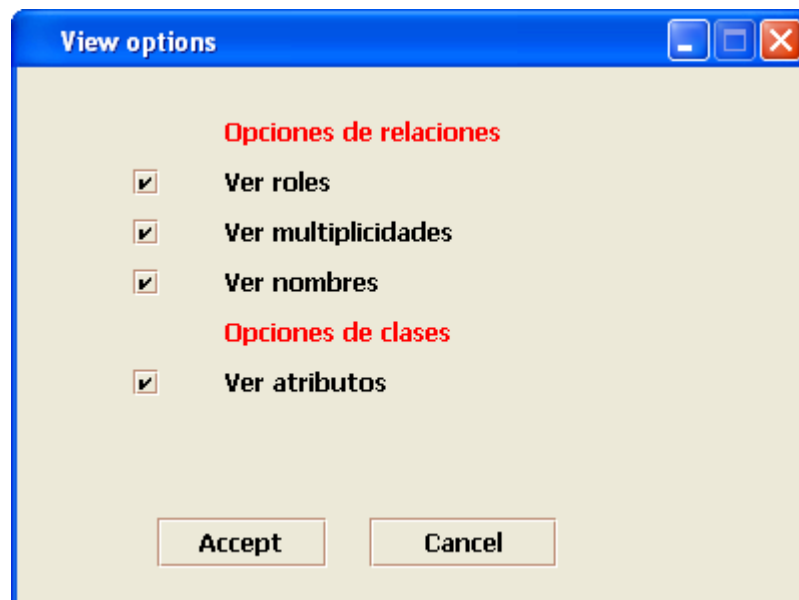 View options
Opciones de relaciones
Ver roles
Ver multiplicidades
Ver nombres
Opciones de clases
Ver atributos
Accept Cancel